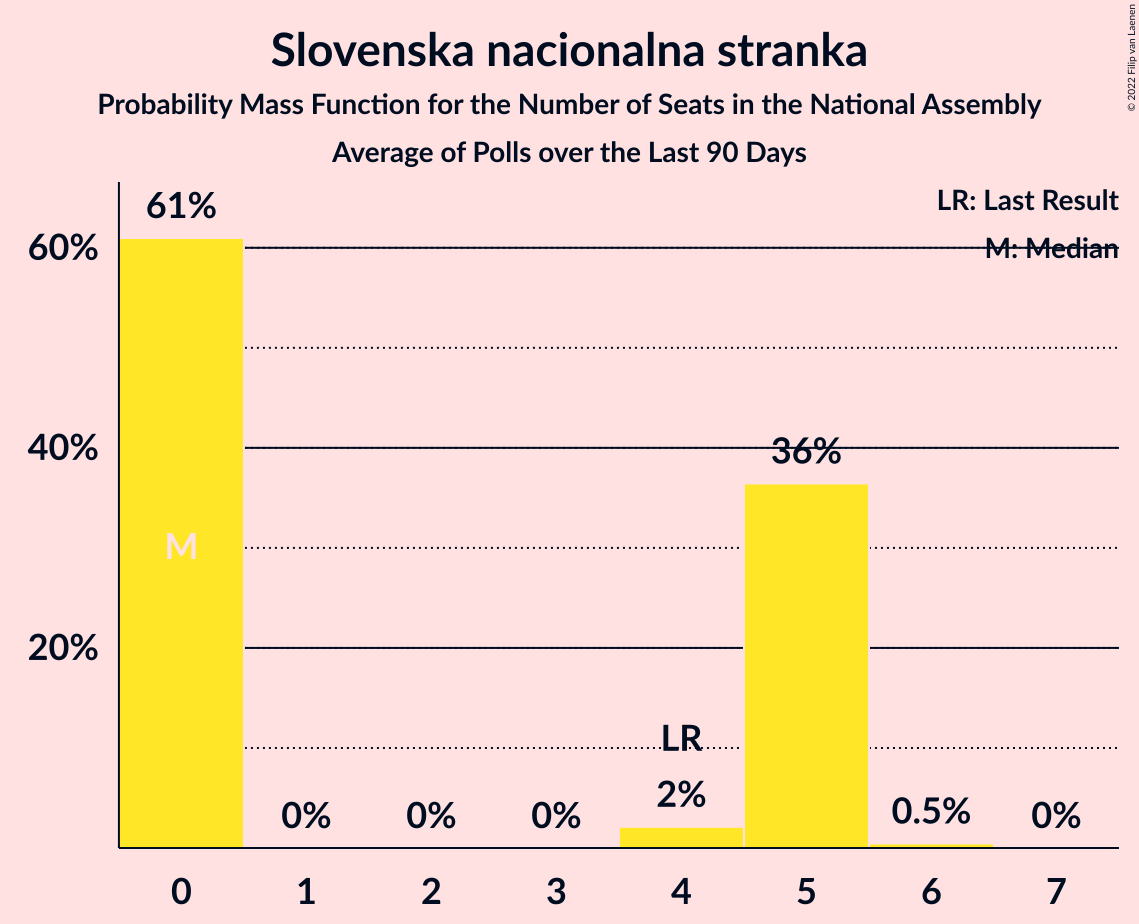 Slovenska nacionalna stranka
Probability Mass Function for the Number of Seats in the National Assembly
Average of Polls over the Last 90 Days
© 2022 Filip van Laenen
LR: Last Result
M: Median
61%
60%
40%
20%
M
36%
LR
0%
0%
0%
2%
0.5%
0%
0
1
2
3
4
5
6
7